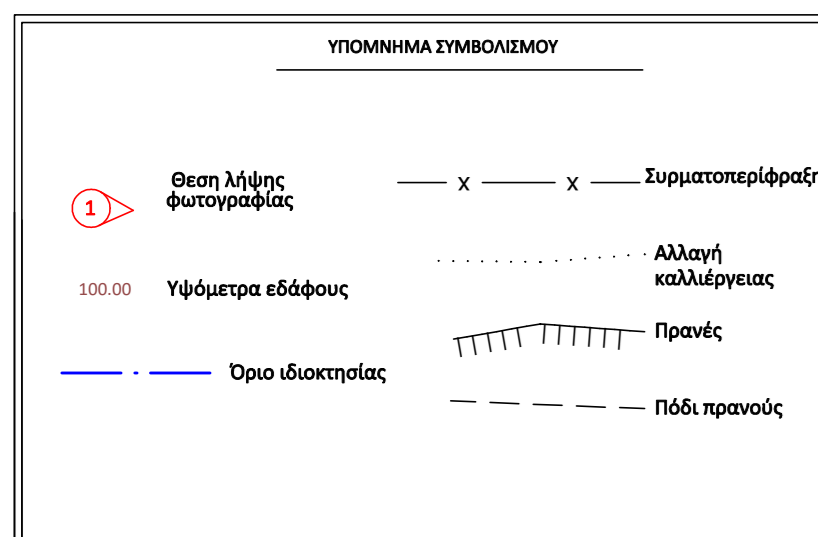 ΥΠΟΜΝΗΜΑ ΣΥΜΒΟΛΙΣΜΟΥ
1
Θεση λήψης
φωτογραφίας
100.00
Υψόμετρα εδάφους
Όριο ιδιοκτησίας
x x
Συρματοπερίφραξη
Αλλαγή
καλλιέργειας
Πρανές
Πόδι πρανούς